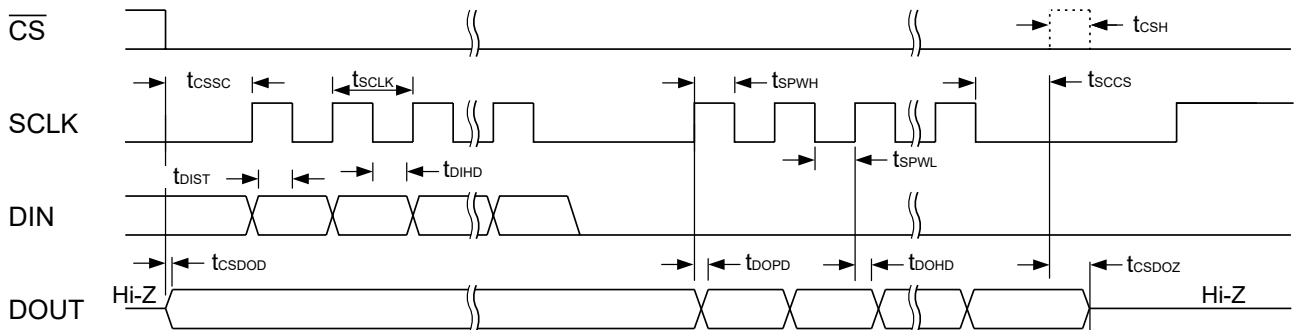 CS
tCSH
tCSSC
tSCLK
tSPWH
tSCCS
SCLK
tSPWL
tDIST
tDIHD
DIN
tCSDOD
tDOPD
tDOHD
tCSDOZ
Hi-Z
Hi-Z
DOUT